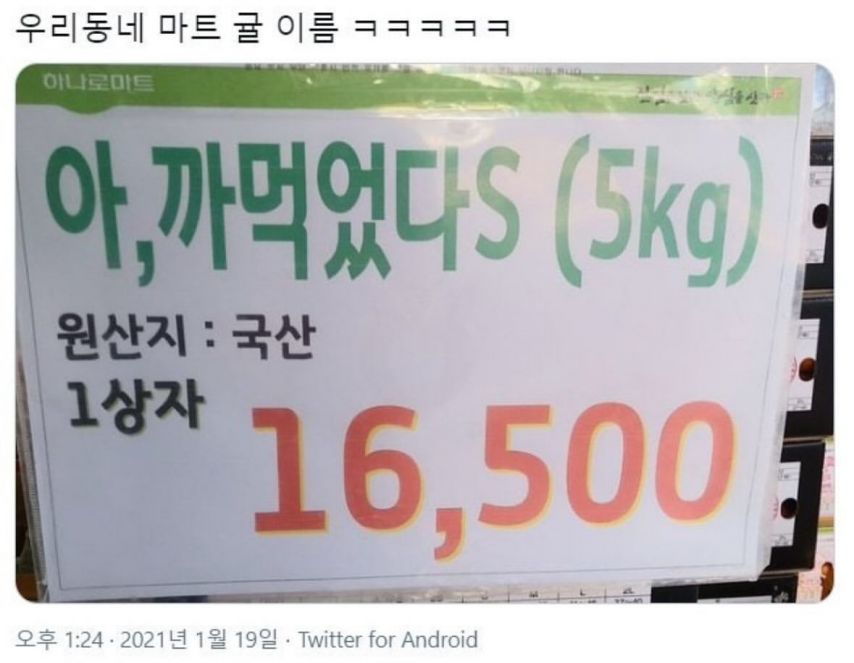 우리동네 마트 귤 이름 ㅋㅋㅋㅋㅋ
하나로마트
아,까먹었다S (5kg)
원산지 : 국산
1상자
16,500
오후 1:24 · 2021년 1월 19일 · Twitter for Android